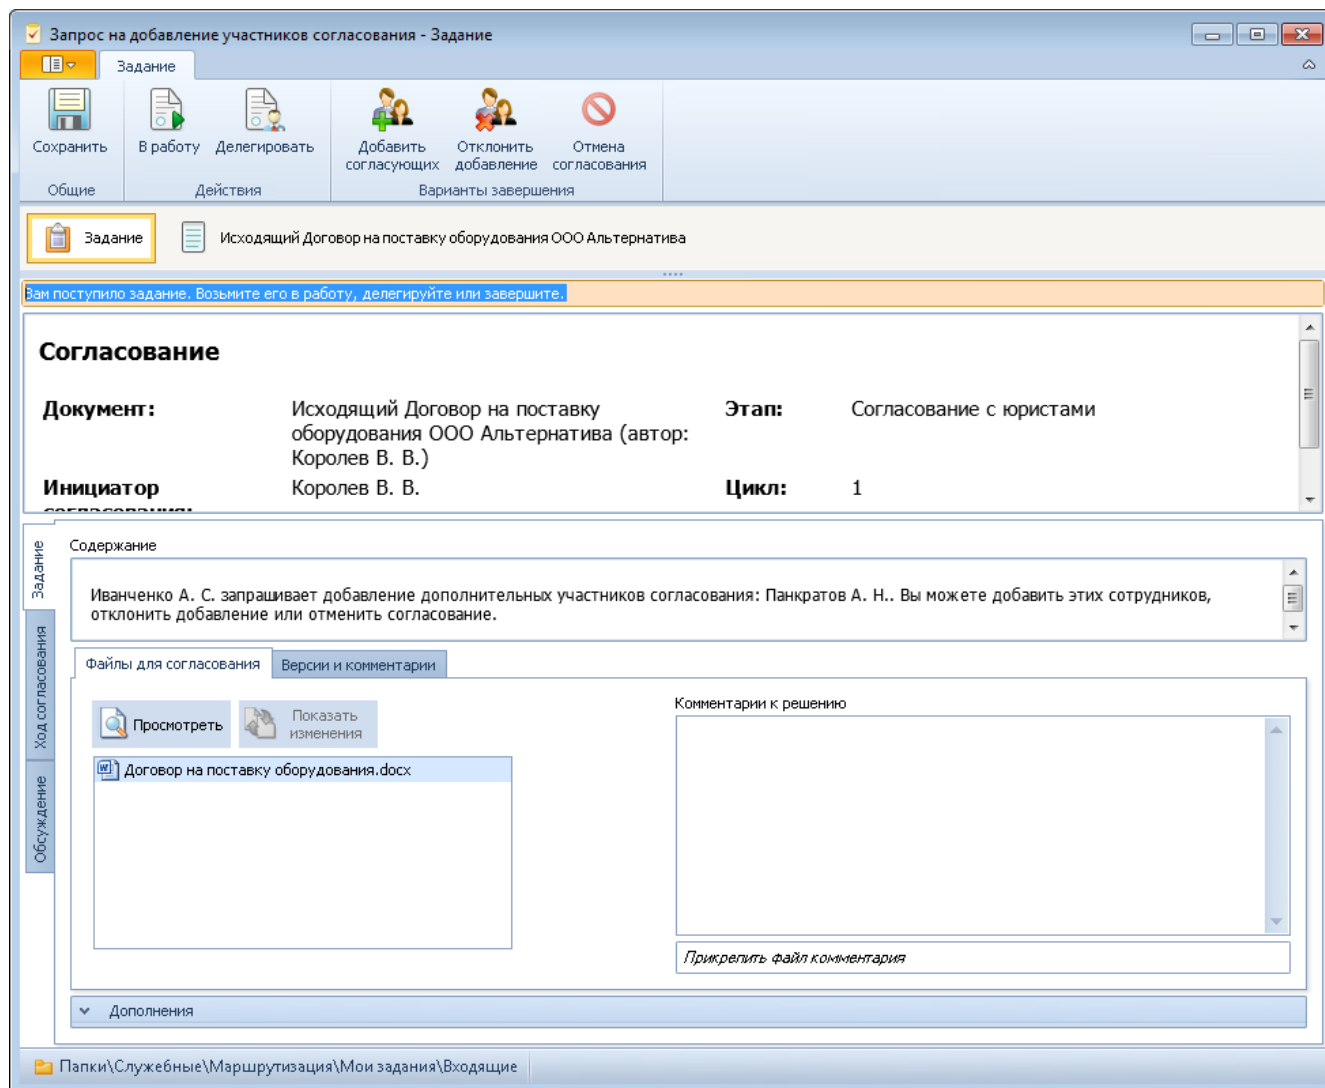 Запрос на добавление участников согласования - Задание
Задание
Сохранить
В работу
Делегировать
Добавить
согласующих
Отклонить
добавление
Отмена
согласования
Общие
Действия
Варианты завершения
Задание
Исходящий Договор на поставку оборудования ООО Альтернатива
Вам поступило задание. Возьмите его в работу, делегируйте или завершите.
Согласование
Документ:
Исходящий Договор на поставку
оборудования ООО Альтернатива (автор:
Королев В. В.)
Этап:
Согласование с юристами
Инициатор
согласования:
Королев В. В.
Цикл:
1
Задание
Ход согласования
Обсуждение
Содержание
Иванченко А. С. запрашивает добавление дополнительных участников согласования: Панкратов А. Н.. Вы можете добавить этих сотрудников,
отклонить добавление или отменить согласование.
Файлы для согласования
Версии и комментарии
Просмотреть
Показать
изменения
Договор на поставку оборудования.docx
Комментарии к решению
Прикрепить файл комментария
Дополнения
Папки\Служебные\Маршрутизация\Мои задания\Входящие